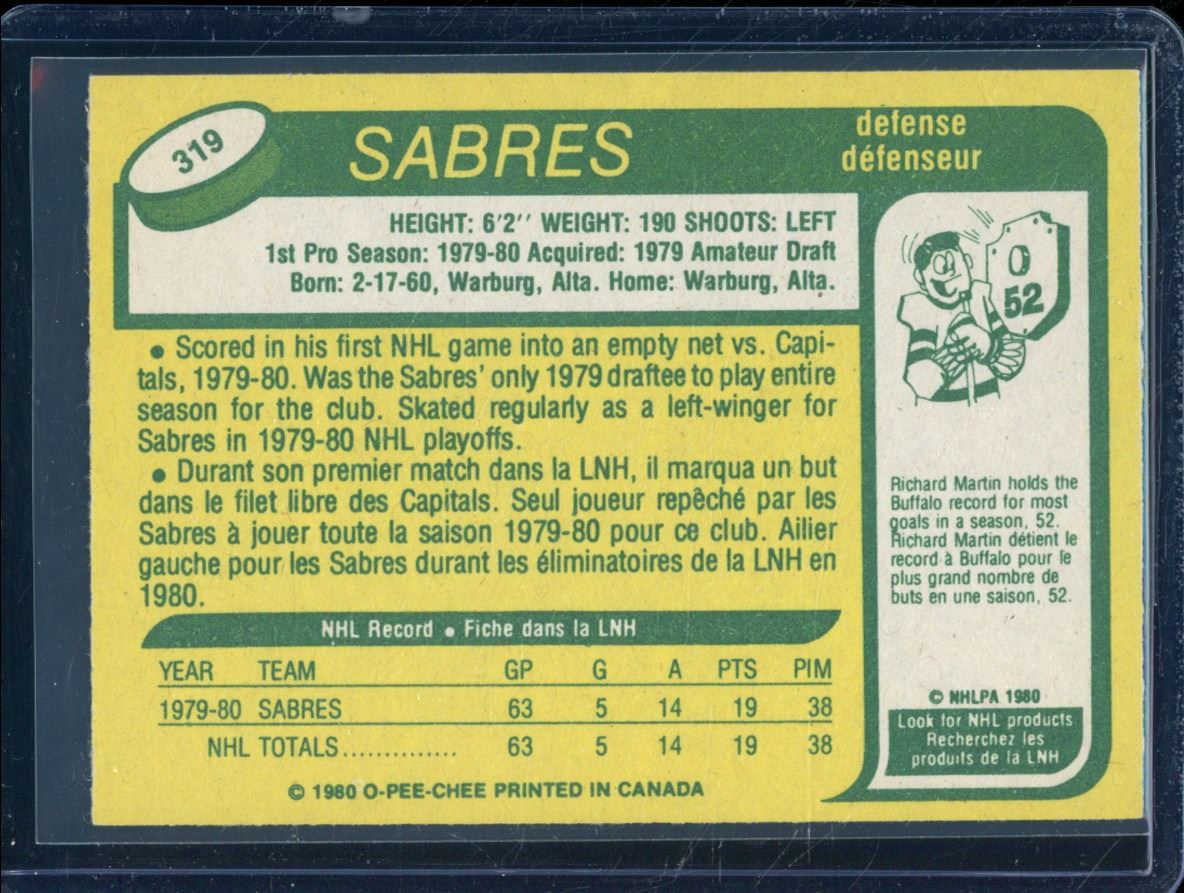 319
SABRES
defense
défenseur
HEIGHT: 6'2'' WEIGHT: 190 SHOOTS: LEFT
1st Pro Season: 1979-80 Acquired: 1979 Amateur Draft
Born: 2-17-60, Warburg, Alta. Home: Warburg, Alta.
• Scored in his first NHL game into an empty net vs. Capi-
tals, 1979-80. Was the Sabres' only 1979 draftee to play entire
season for the club. Skated regularly as a left-winger for
Sabres in 1979-80 NHL playoffs.
• Durant son premier match dans la LNH, il marqua un but
dans le filet libre des Capitals. Seul joueur repêché par les
Sabres à jouer toute la saison 1979-80 pour ce club. Ailier
gauche pour les Sabres durant les éliminatoires de la LNH en
1980.
NHL Record • Fiche dans la LNH
YEAR TEAM GP G A PTS PIM
1979-80 SABRES 63 5 14 19 38
NHL TOTALS.............. 63 5 14 19 38
© 1980 O-PEE-CHEE PRINTED IN CANADA
0
52
Richard Martin holds the
Buffalo record for most
goals in a season, 52.
Richard Martin détient le
record à Buffalo pour le
plus grand nombre de
buts en une saison, 52.
© NHLPA 1980
Look for NHL products
Recherchez les
produits de la LNH